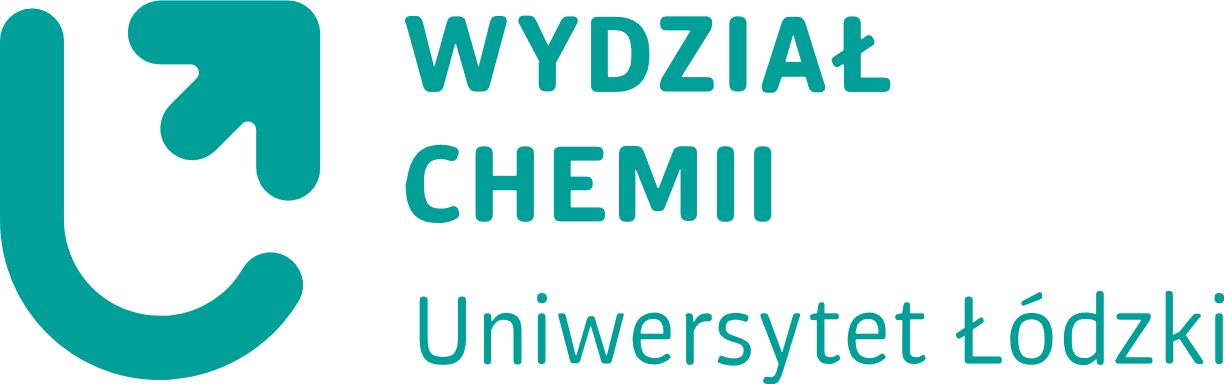 WYDZIAŁ
CHEMII
Uniwersytet Łódzki